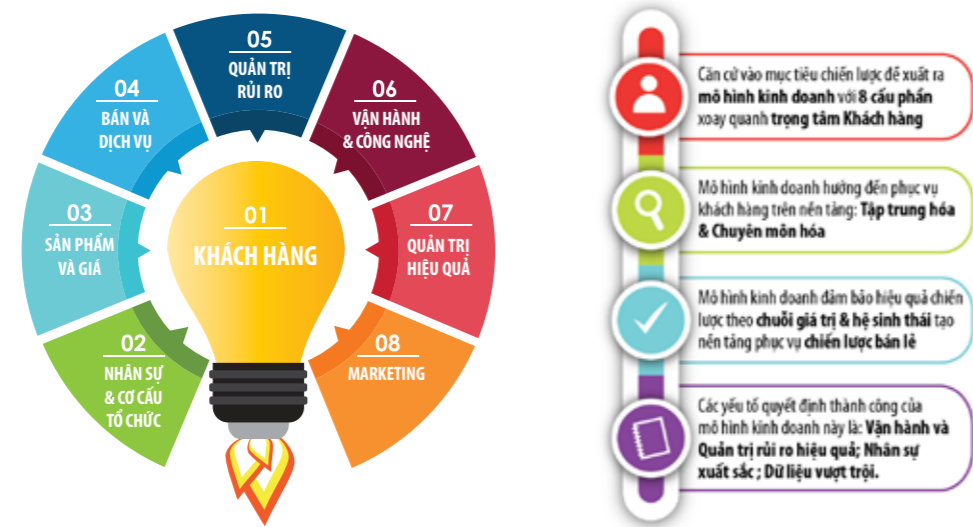 01
KHÁCH HÀNG
02
NHÂN SỰ
& CƠ CẤU
TỔ CHỨC
03
SẢN PHẨM
VÀ GIÁ
04
BÁN VÀ
DỊCH VỤ
05
QUẢN TRỊ
RỦI RO
06
VẬN HÀNH
& CÔNG NGHỆ
07
QUẢN TRỊ
HIỆU QUẢ
08
MARKETING
Căn cứ vào mục tiêu chiến lược đề xuất ra
mô hình kinh doanh với 8 cấu phần
xoay quanh trọng tâm Khách hàng
Mô hình kinh doanh hướng đến phục vụ
khách hàng trên nền tảng: Tập trung hóa
& Chuyên môn hóa
Mô hình kinh doanh đảm bảo hiệu quả chiến
lược theo chuỗi giá trị & hệ sinh thái tạo
nền tảng phục vụ chiến lược bán lẻ
Các yếu tố quyết định thành công của
mô hình kinh doanh này là: Vận hành và
Quản trị rủi ro hiệu quả; Nhân sự
xuất sắc ; Dữ liệu vượt trội.